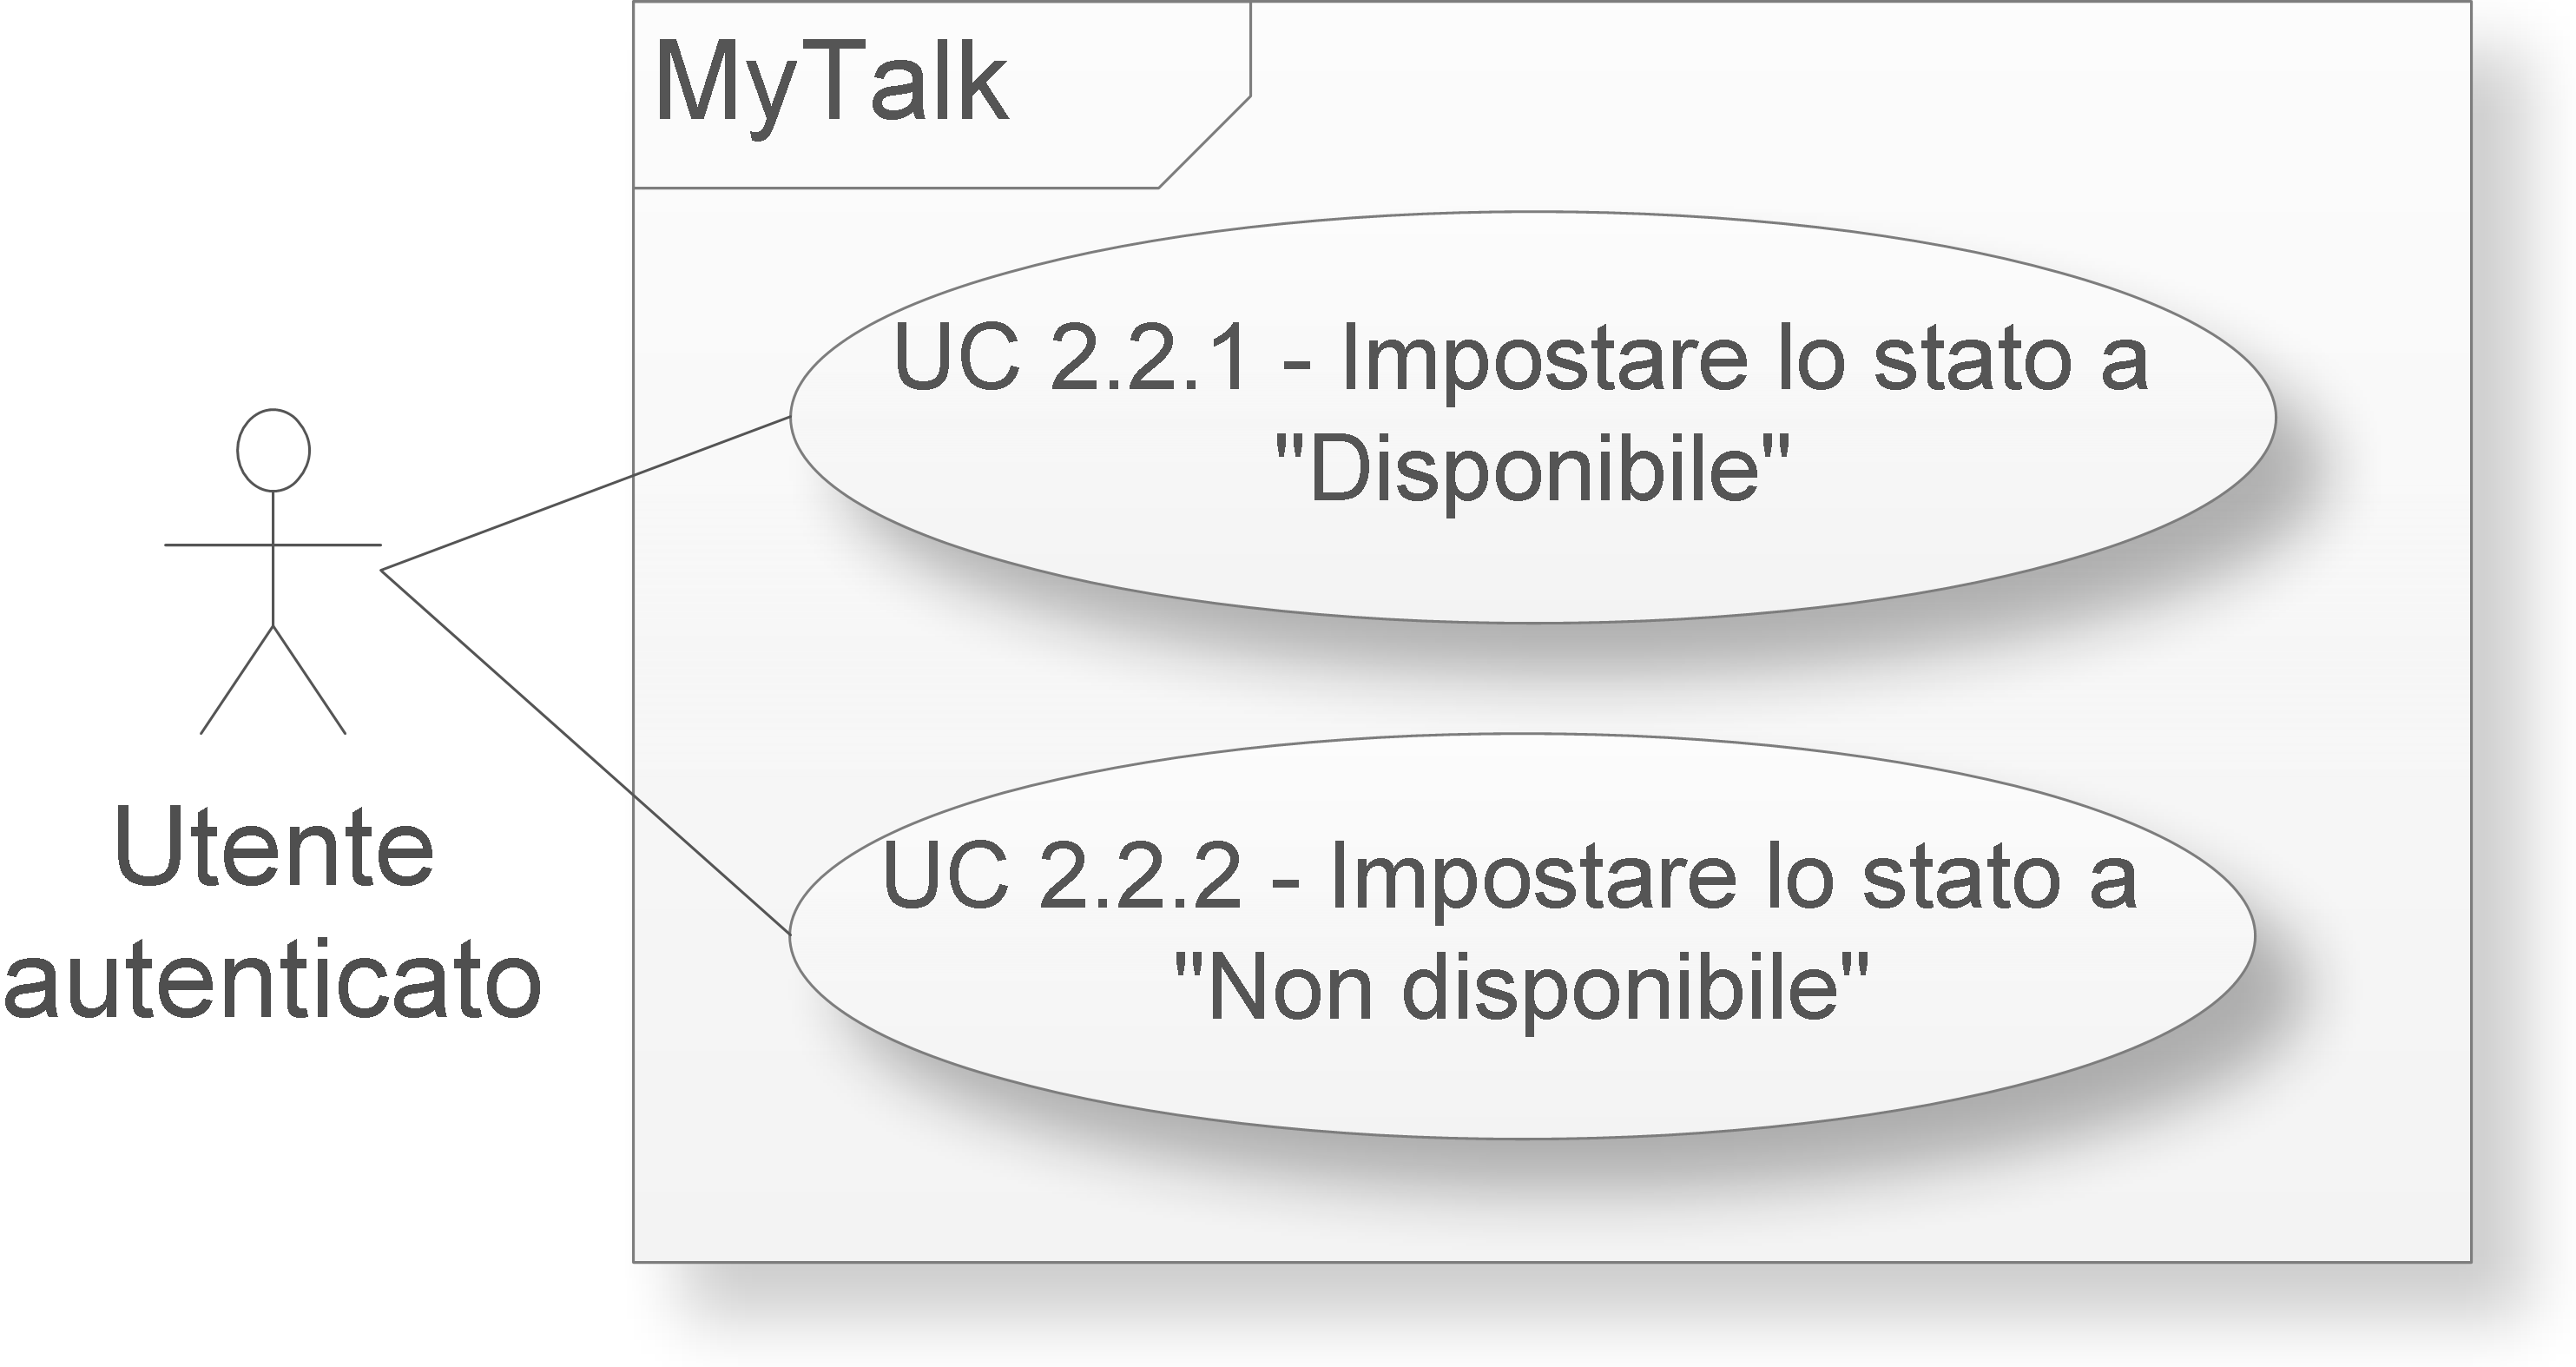 MyTalk
UC 2.2.1 - Impostare lo stato a
"Disponibile"
Utente
autenticato
UC 2.2.2 - Impostare lo stato a
"Non disponibile"